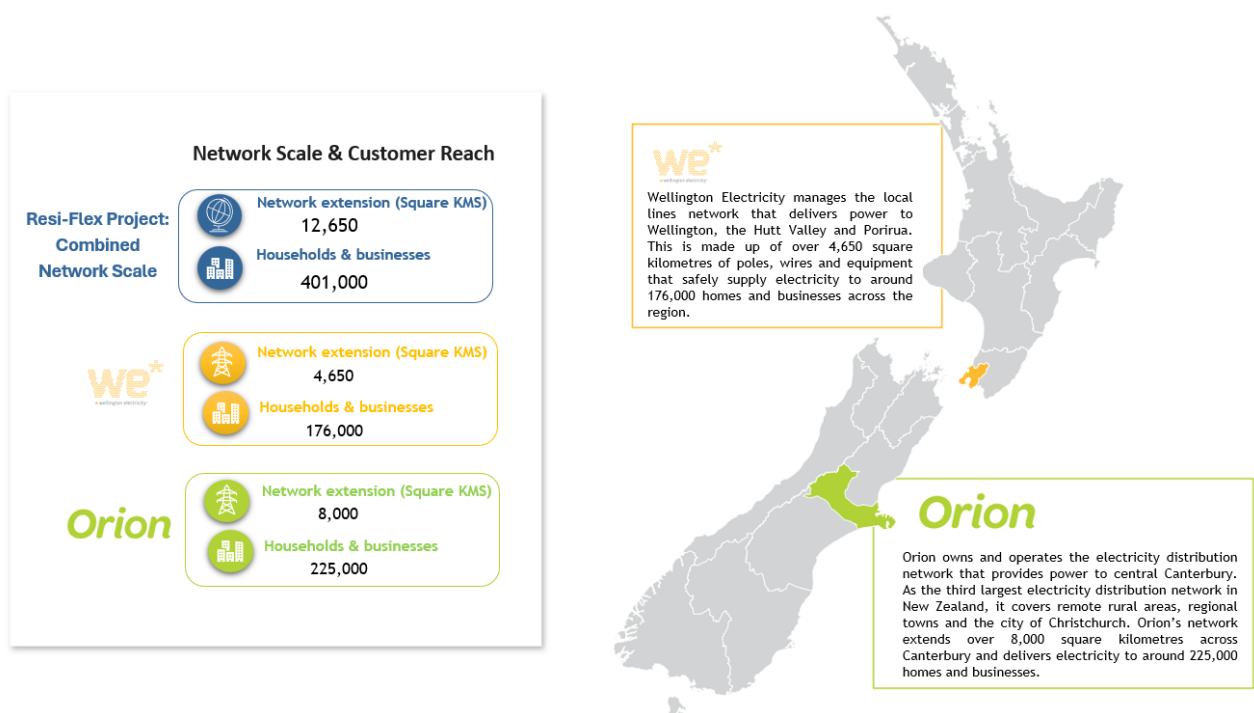 Network Scale & Customer Reach
Resi-Flex Project:
Combined
Network Scale
Network extension (Square KMS)
12,650
Households & businesses
401,000
we*
wellington electricity
Network extension (Square KMS)
4,650
Households & businesses
176,000
Orion
Network extension (Square KMS)
8,000
Households & businesses
225,000
we*
wellington electricity
Wellington Electricity manages the local
lines network that delivers power to
Wellington, the Hutt Valley and Porirua.
This is made up of over 4,650 square
kilometres of poles, wires and equipment
that safely supply electricity to around
176,000 homes and businesses across the
region.
Orion
Orion owns and operates the electricity distribution
network that provides power to central Canterbury.
As the third largest electricity distribution network in
New Zealand, it covers remote rural areas, regional
towns and the city of Christchurch. Orion’s network
extends over 8,000 square kilometres across
Canterbury and delivers electricity to around 225,000
homes and businesses.